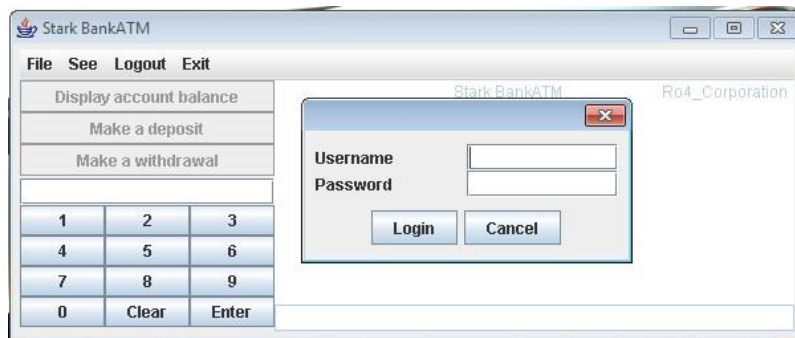 Stark BankATM
File See Logout Exit
Display account balance
Make a deposit
Make a withdrawal
1 2 3
4 5 6
7 8 9
0 Clear Enter
Stark BankATM Ro4_Corporation
Username
Password
Login Cancel